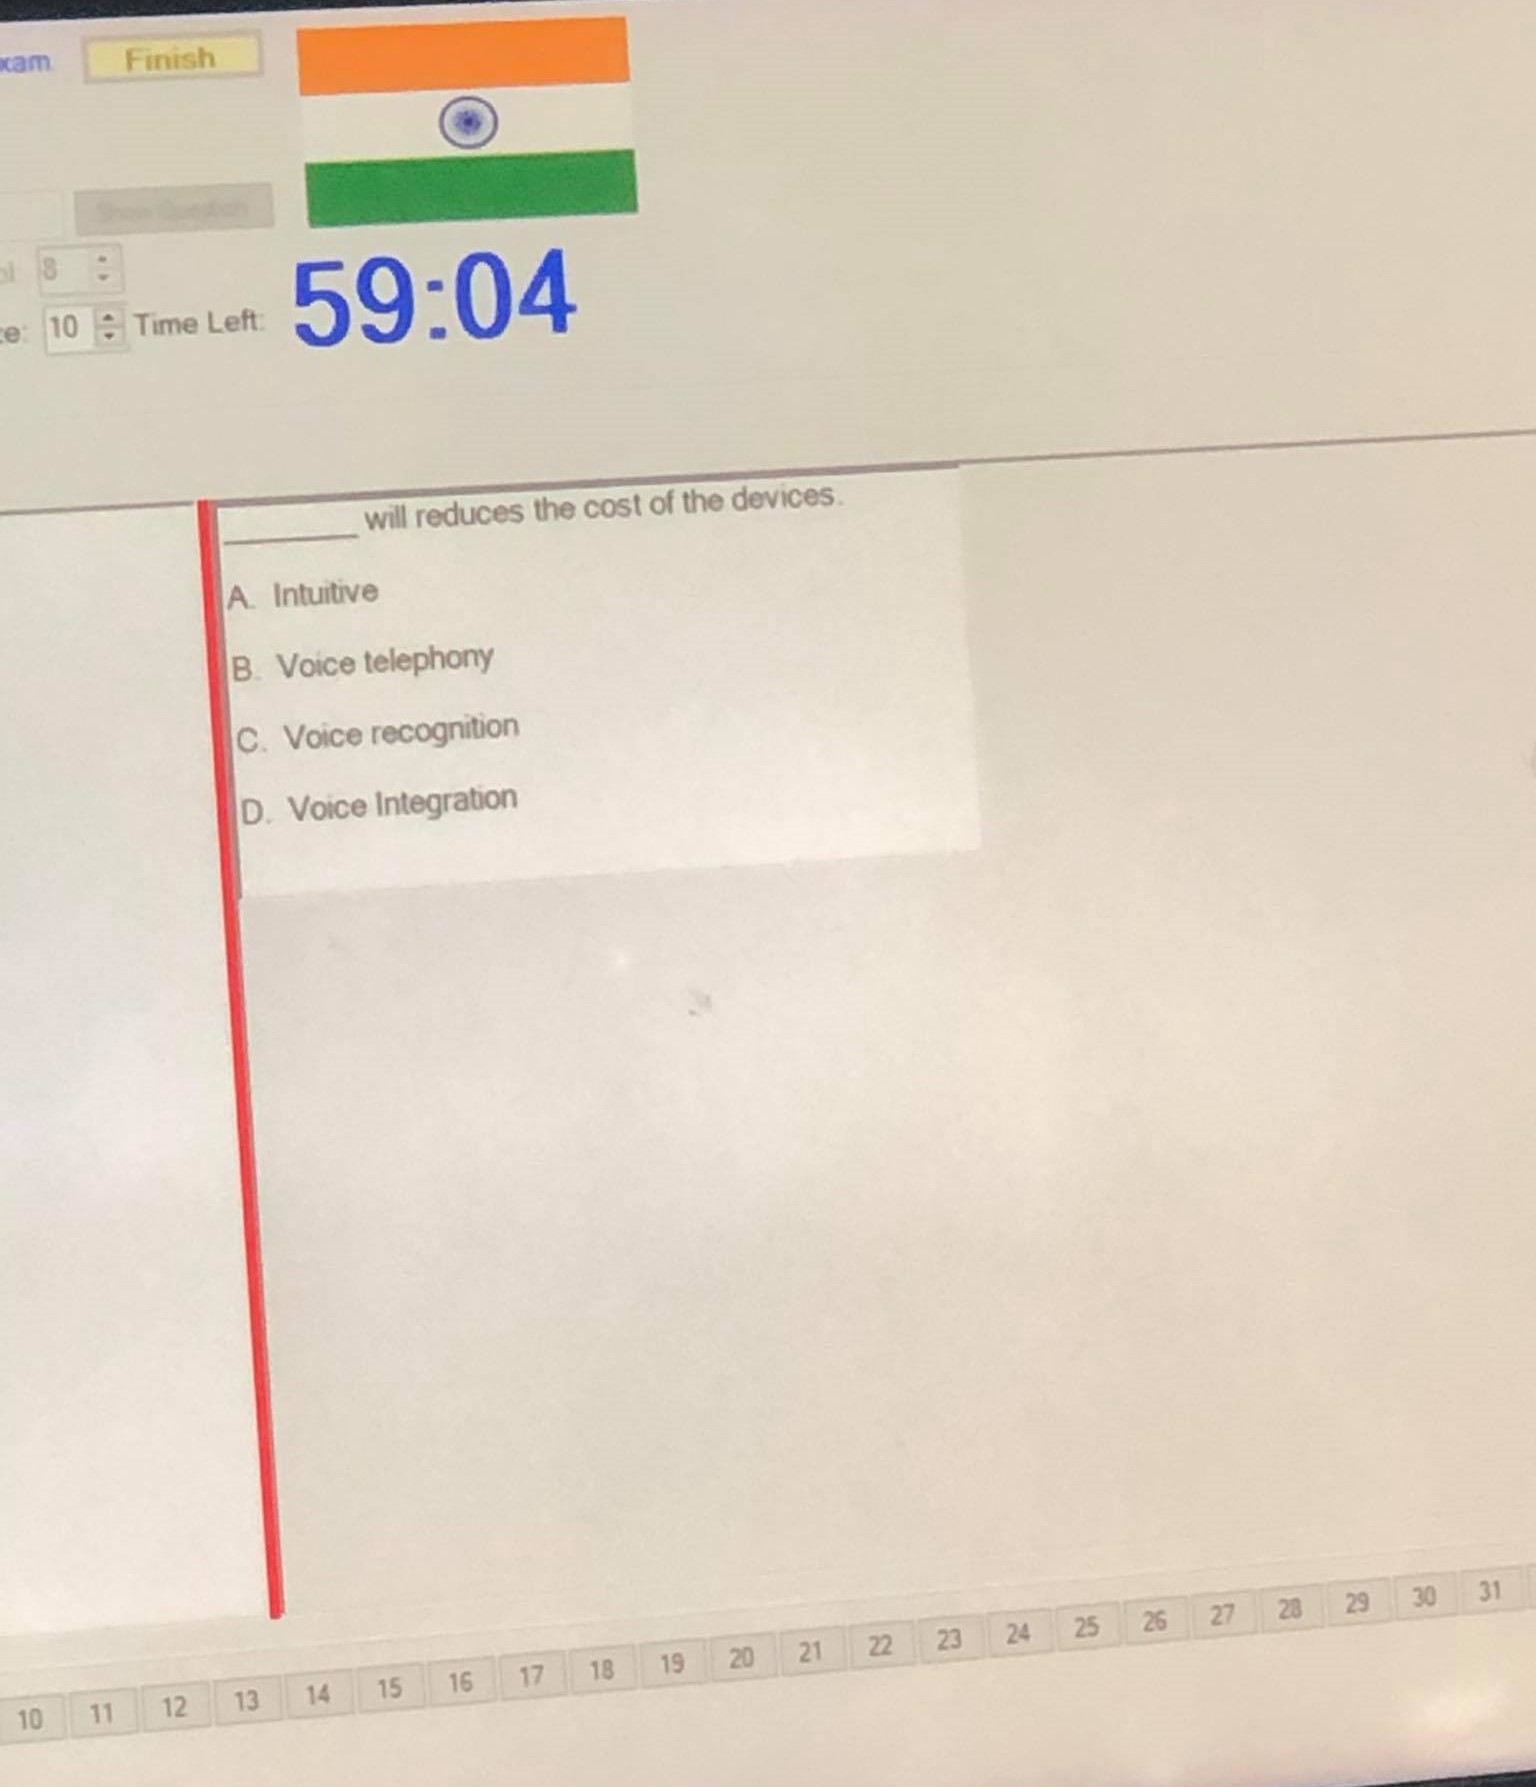 Finish
8
10 Time Left: 59:04
______ will reduces the cost of the devices.
A. Intuitive
B. Voice telephony
C. Voice recognition
D. Voice Integration
10 11 12 13 14 15 16 17 18 19 20 21 22 23 24 25 26 27 28 29 30 31